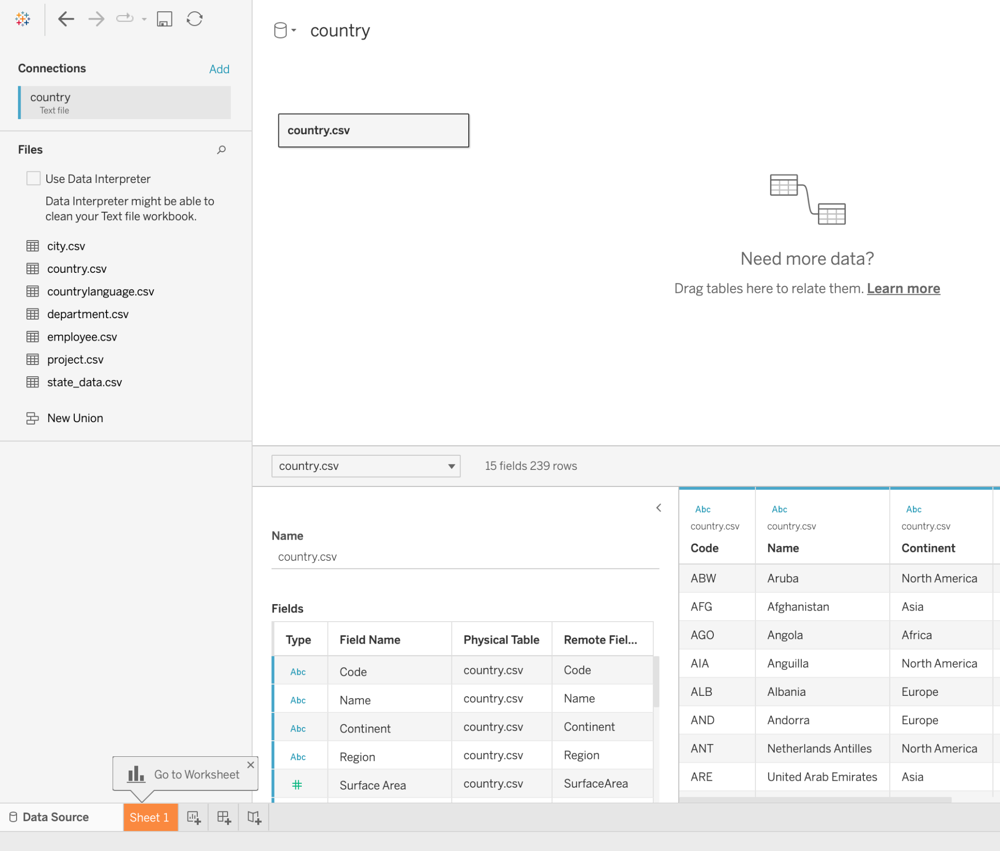 country
Connections
Add
country
Text file
country.csv
Files
Use Data Interpreter
Data Interpreter might be able to
clean your Text file workbook.
city.csv
country.csv
countrylanguage.csv
department.csv
employee.csv
project.csv
state_data.csv
New Union
Need more data?
Drag tables here to relate them. Learn more
country.csv
15 fields 239 rows
Name
country.csv
Fields
Type Field Name Physical Table Remote Fiel...
Abc Code country.csv Code
Abc Name country.csv Name
Abc Continent country.csv Continent
Abc Region country.csv Region
# Surface Area country.csv SurfaceArea
Abc Abc Abc
country.csv country.csv country.csv
Code Name Continent
ABW Aruba North America
AFG Afghanistan Asia
AGO Angola Africa
AIA Anguilla North America
ALB Albania Europe
AND Andorra Europe
ANT Netherlands Antilles North America
ARE United Arab Emirates Asia
Go to Worksheet
Data Source
Sheet 1